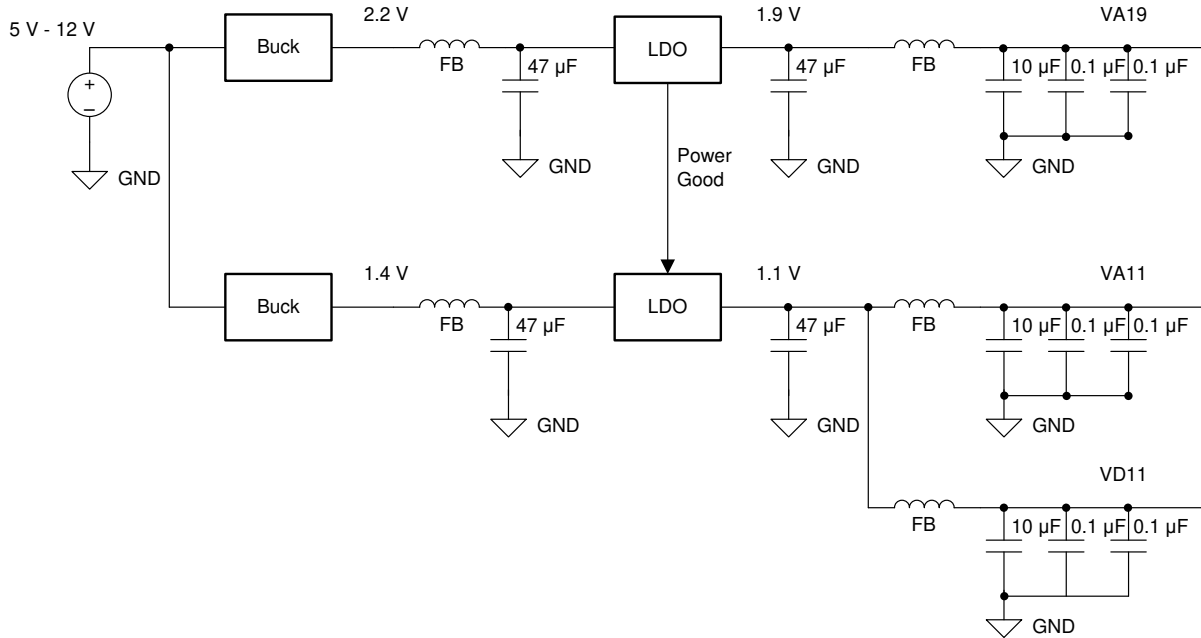 5 V - 12 V
2.2 V
1.9 V
VA19
Buck
LDO
FB
47 µF
47 µF
FB
10 µF
0.1 µF
0.1 µF
+
−
GND
GND
Power
Good
GND
GND
1.4 V
1.1 V
VA11
Buck
LDO
FB
47 µF
47 µF
FB
10 µF
0.1 µF
0.1 µF
GND
GND
GND
VD11
FB
10 µF
0.1 µF
0.1 µF
GND